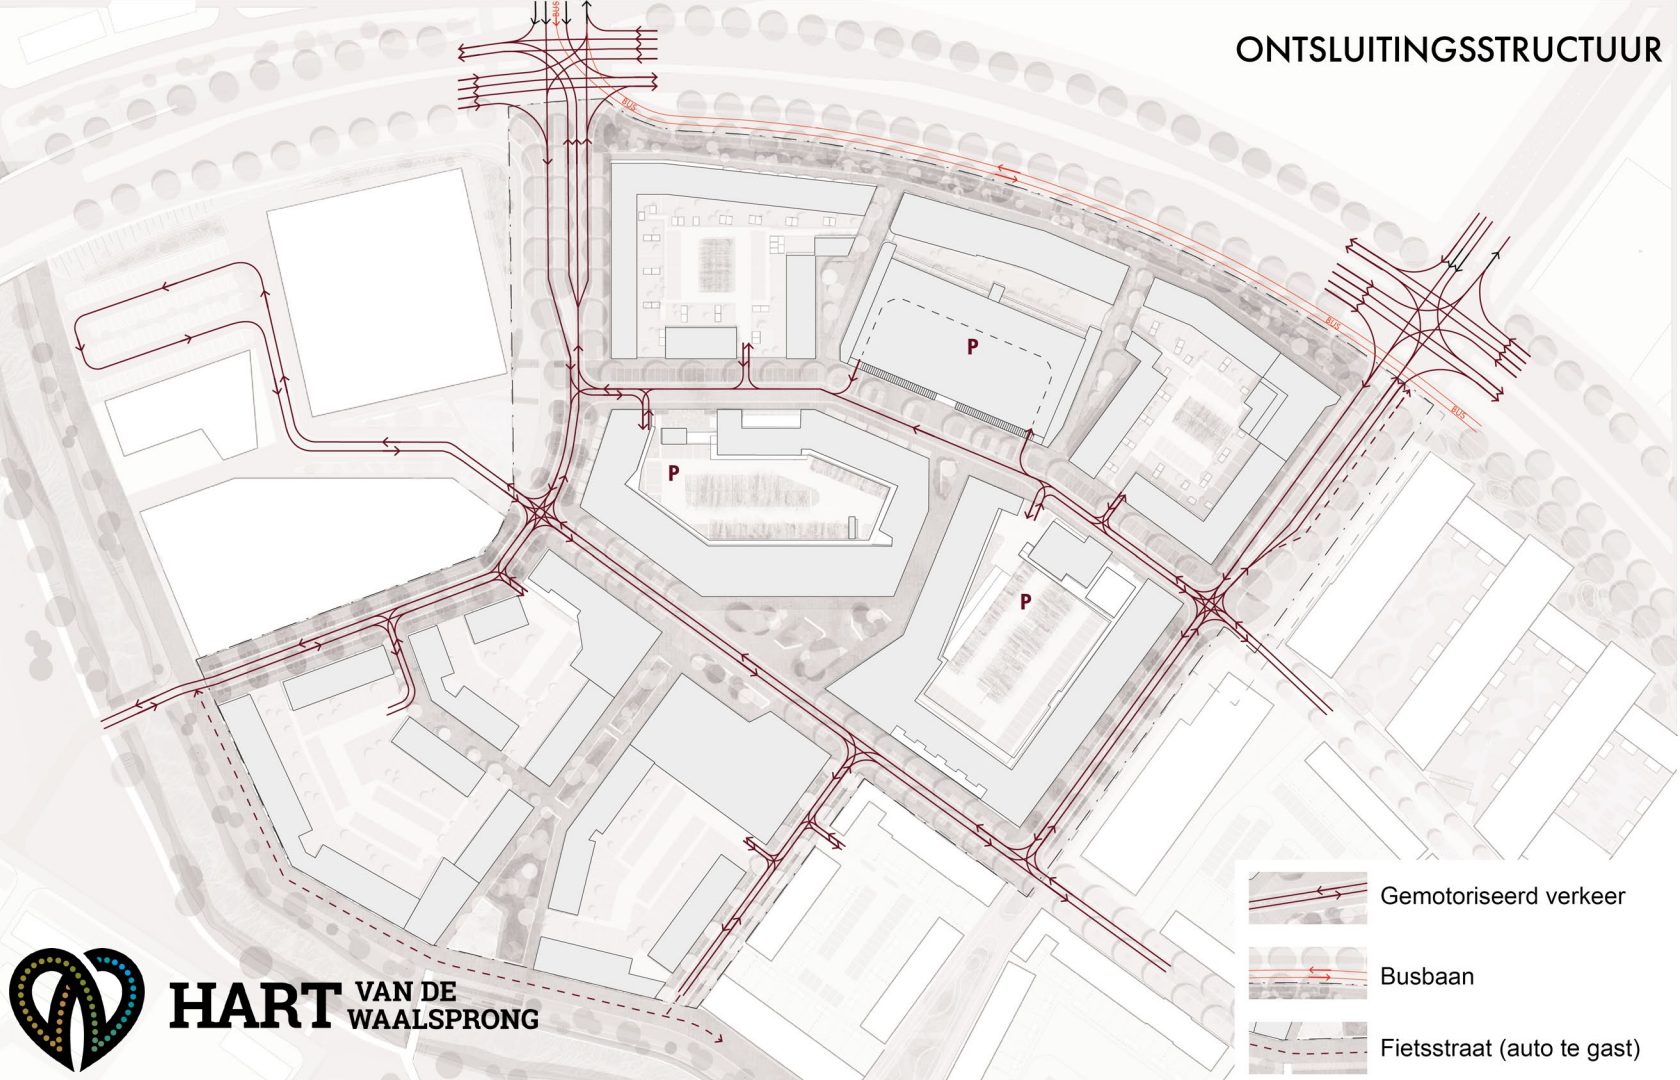 BUS
ONTSLUITINGSSTRUCTUUR
BUS
BUS
P
BUS
P
P
Gemotoriseerd verkeer
Busbaan
Fietsstraat (auto te gast)
HART VAN DE
WAALSPRONG